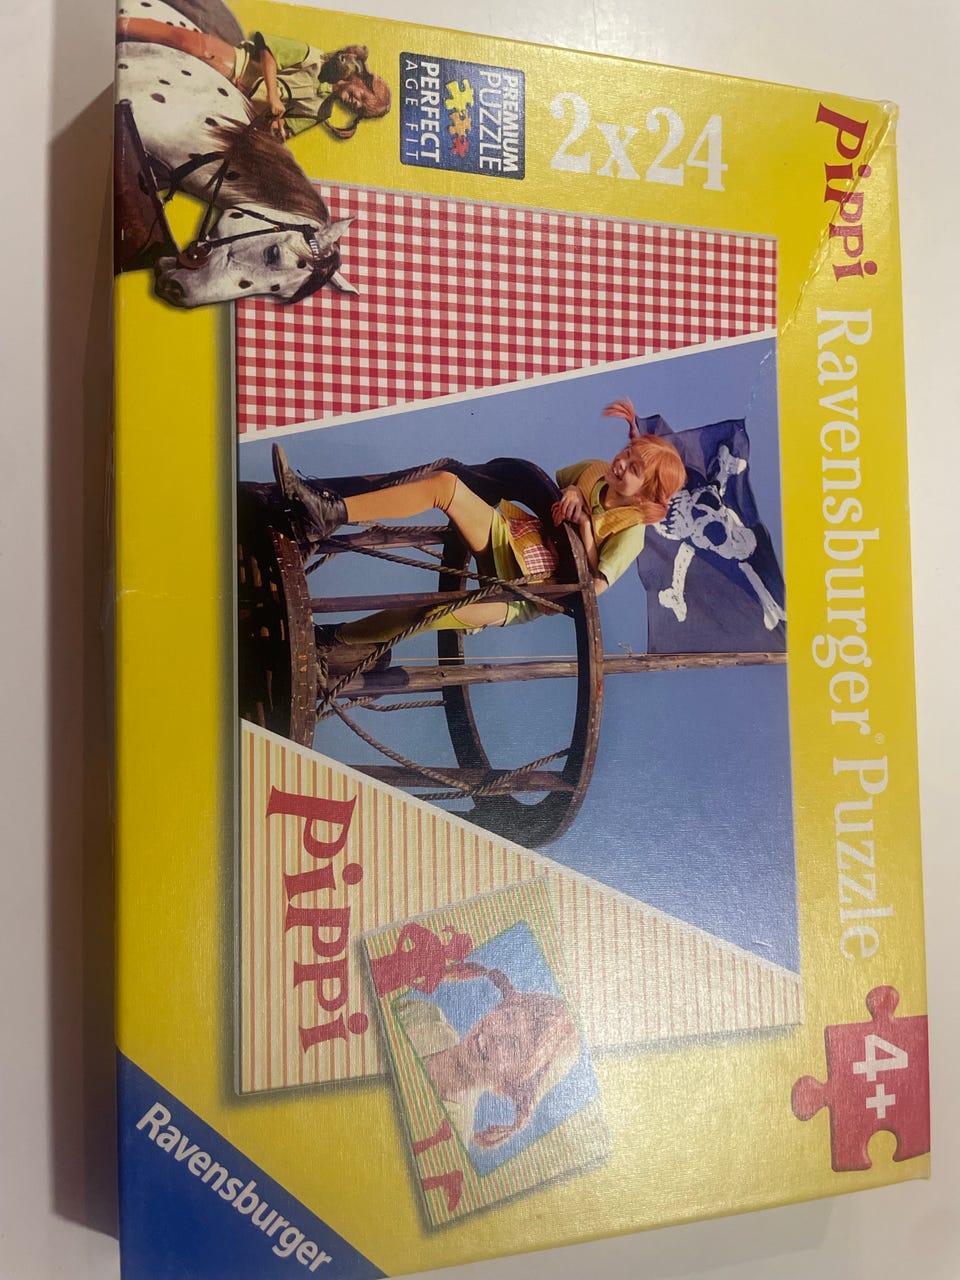 Pippi Ravensburger® Puzzle
4+
2x24
PREMIUM
PUZZLE
PERFECT
AGE FIT
Pippi
Ravensburger